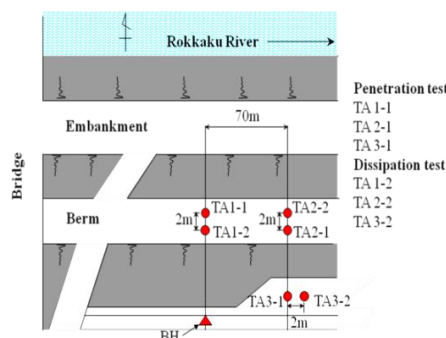 Rokkaku River
70m
Embankment
Bridge
Berm
TA1-1
TA2-2
2m
2m
TA1-2
TA2-1
TA3-1
TA3-2
2m
BH
Penetration test
TA 1-1
TA 2-1
TA 3-1
Dissipation test
TA 1-2
TA 2-2
TA 3-2